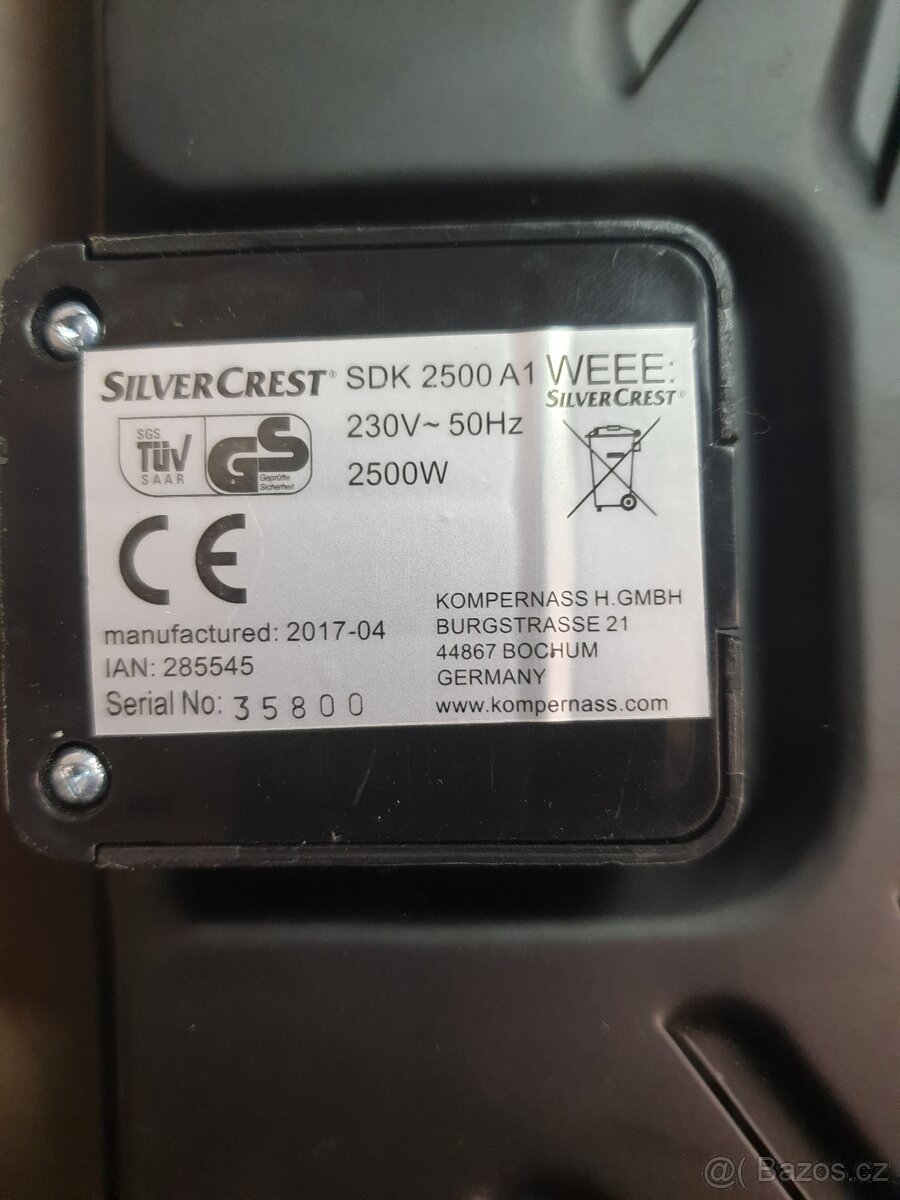 SILVERCREST® SDK 2500 A1
230V~ 50Hz
2500W
WEEE:
SILVERCREST®
SGS
TÜV
SAAR
GS
Geprüfte
Sicherheit
CE
manufactured: 2017-04
IAN: 285545
Serial No: 35800
KOMPERNASS H.GMBH
BURGSTRASSE 21
44867 BOCHUM
GERMANY
www.kompernass.com
@( Bazos.cz